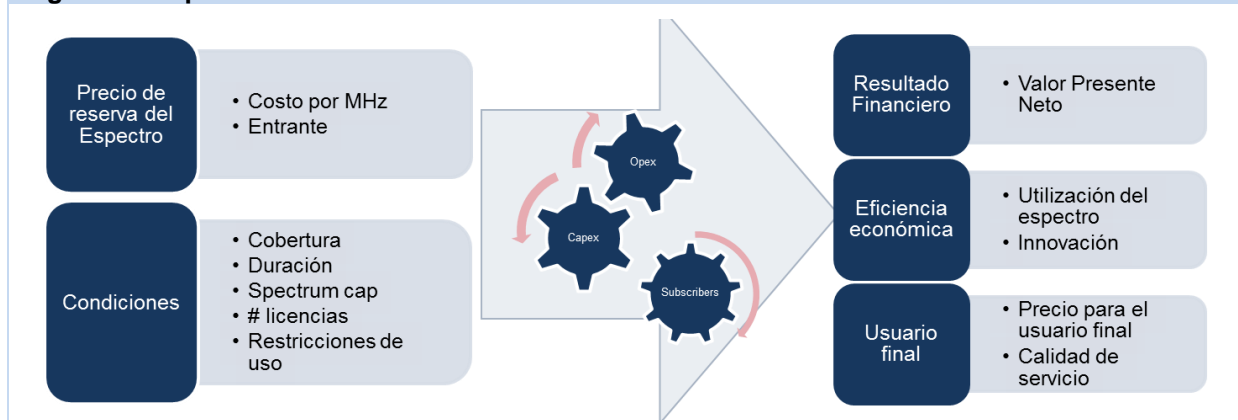 Precio de
reserva del
Espectro
• Costo por MHz
• Entrante
Condiciones
• Cobertura
• Duración
• Spectrum cap
• # licencias
• Restricciones de
uso
Opex
Capex
Subscribers
Resultado
Financiero
• Valor Presente
Neto
Eficiencia
económica
• Utilización del
espectro
• Innovación
Usuario
final
• Precio para el
usuario final
• Calidad de
servicio